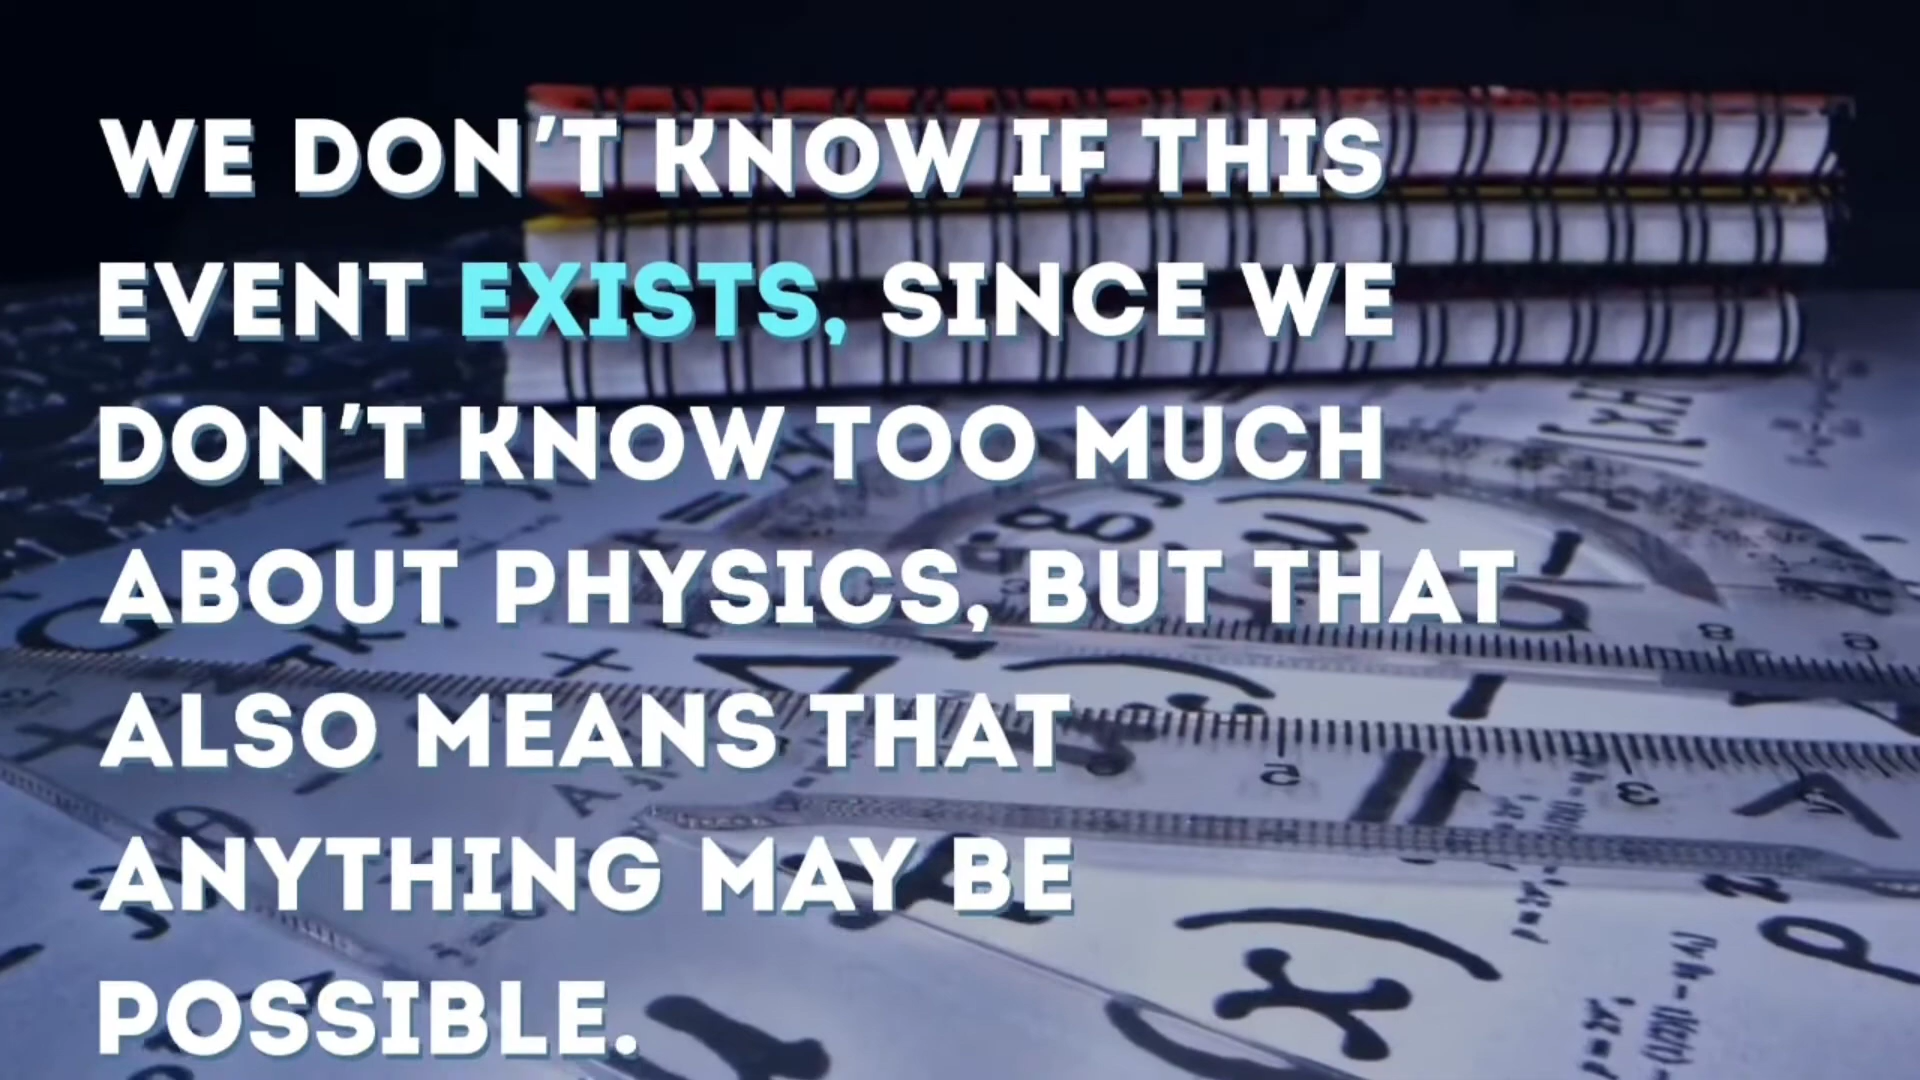 WE DON'T KNOW IF THIS
EVENT EXISTS, SINCE WE
DON'T KNOW TOO MUCH
ABOUT PHYSICS, BUT THAT
ALSO MEANS THAT
ANYTHING MAY BE
POSSIBLE.